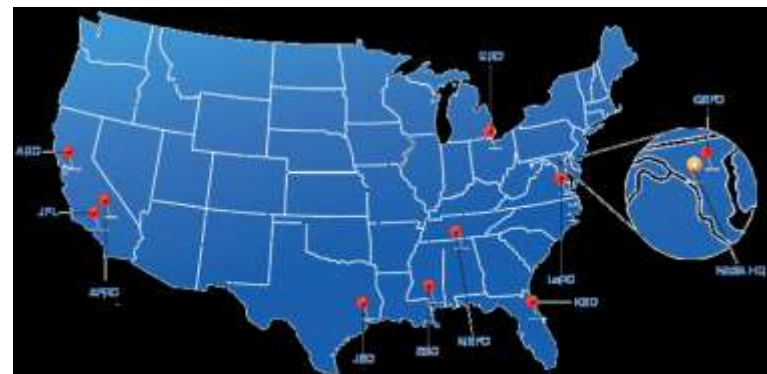 GRC
GSFC
ARC
JPL
NASA HQ
LaRC
AFRC
KSC
MSFC
SSC
JSC